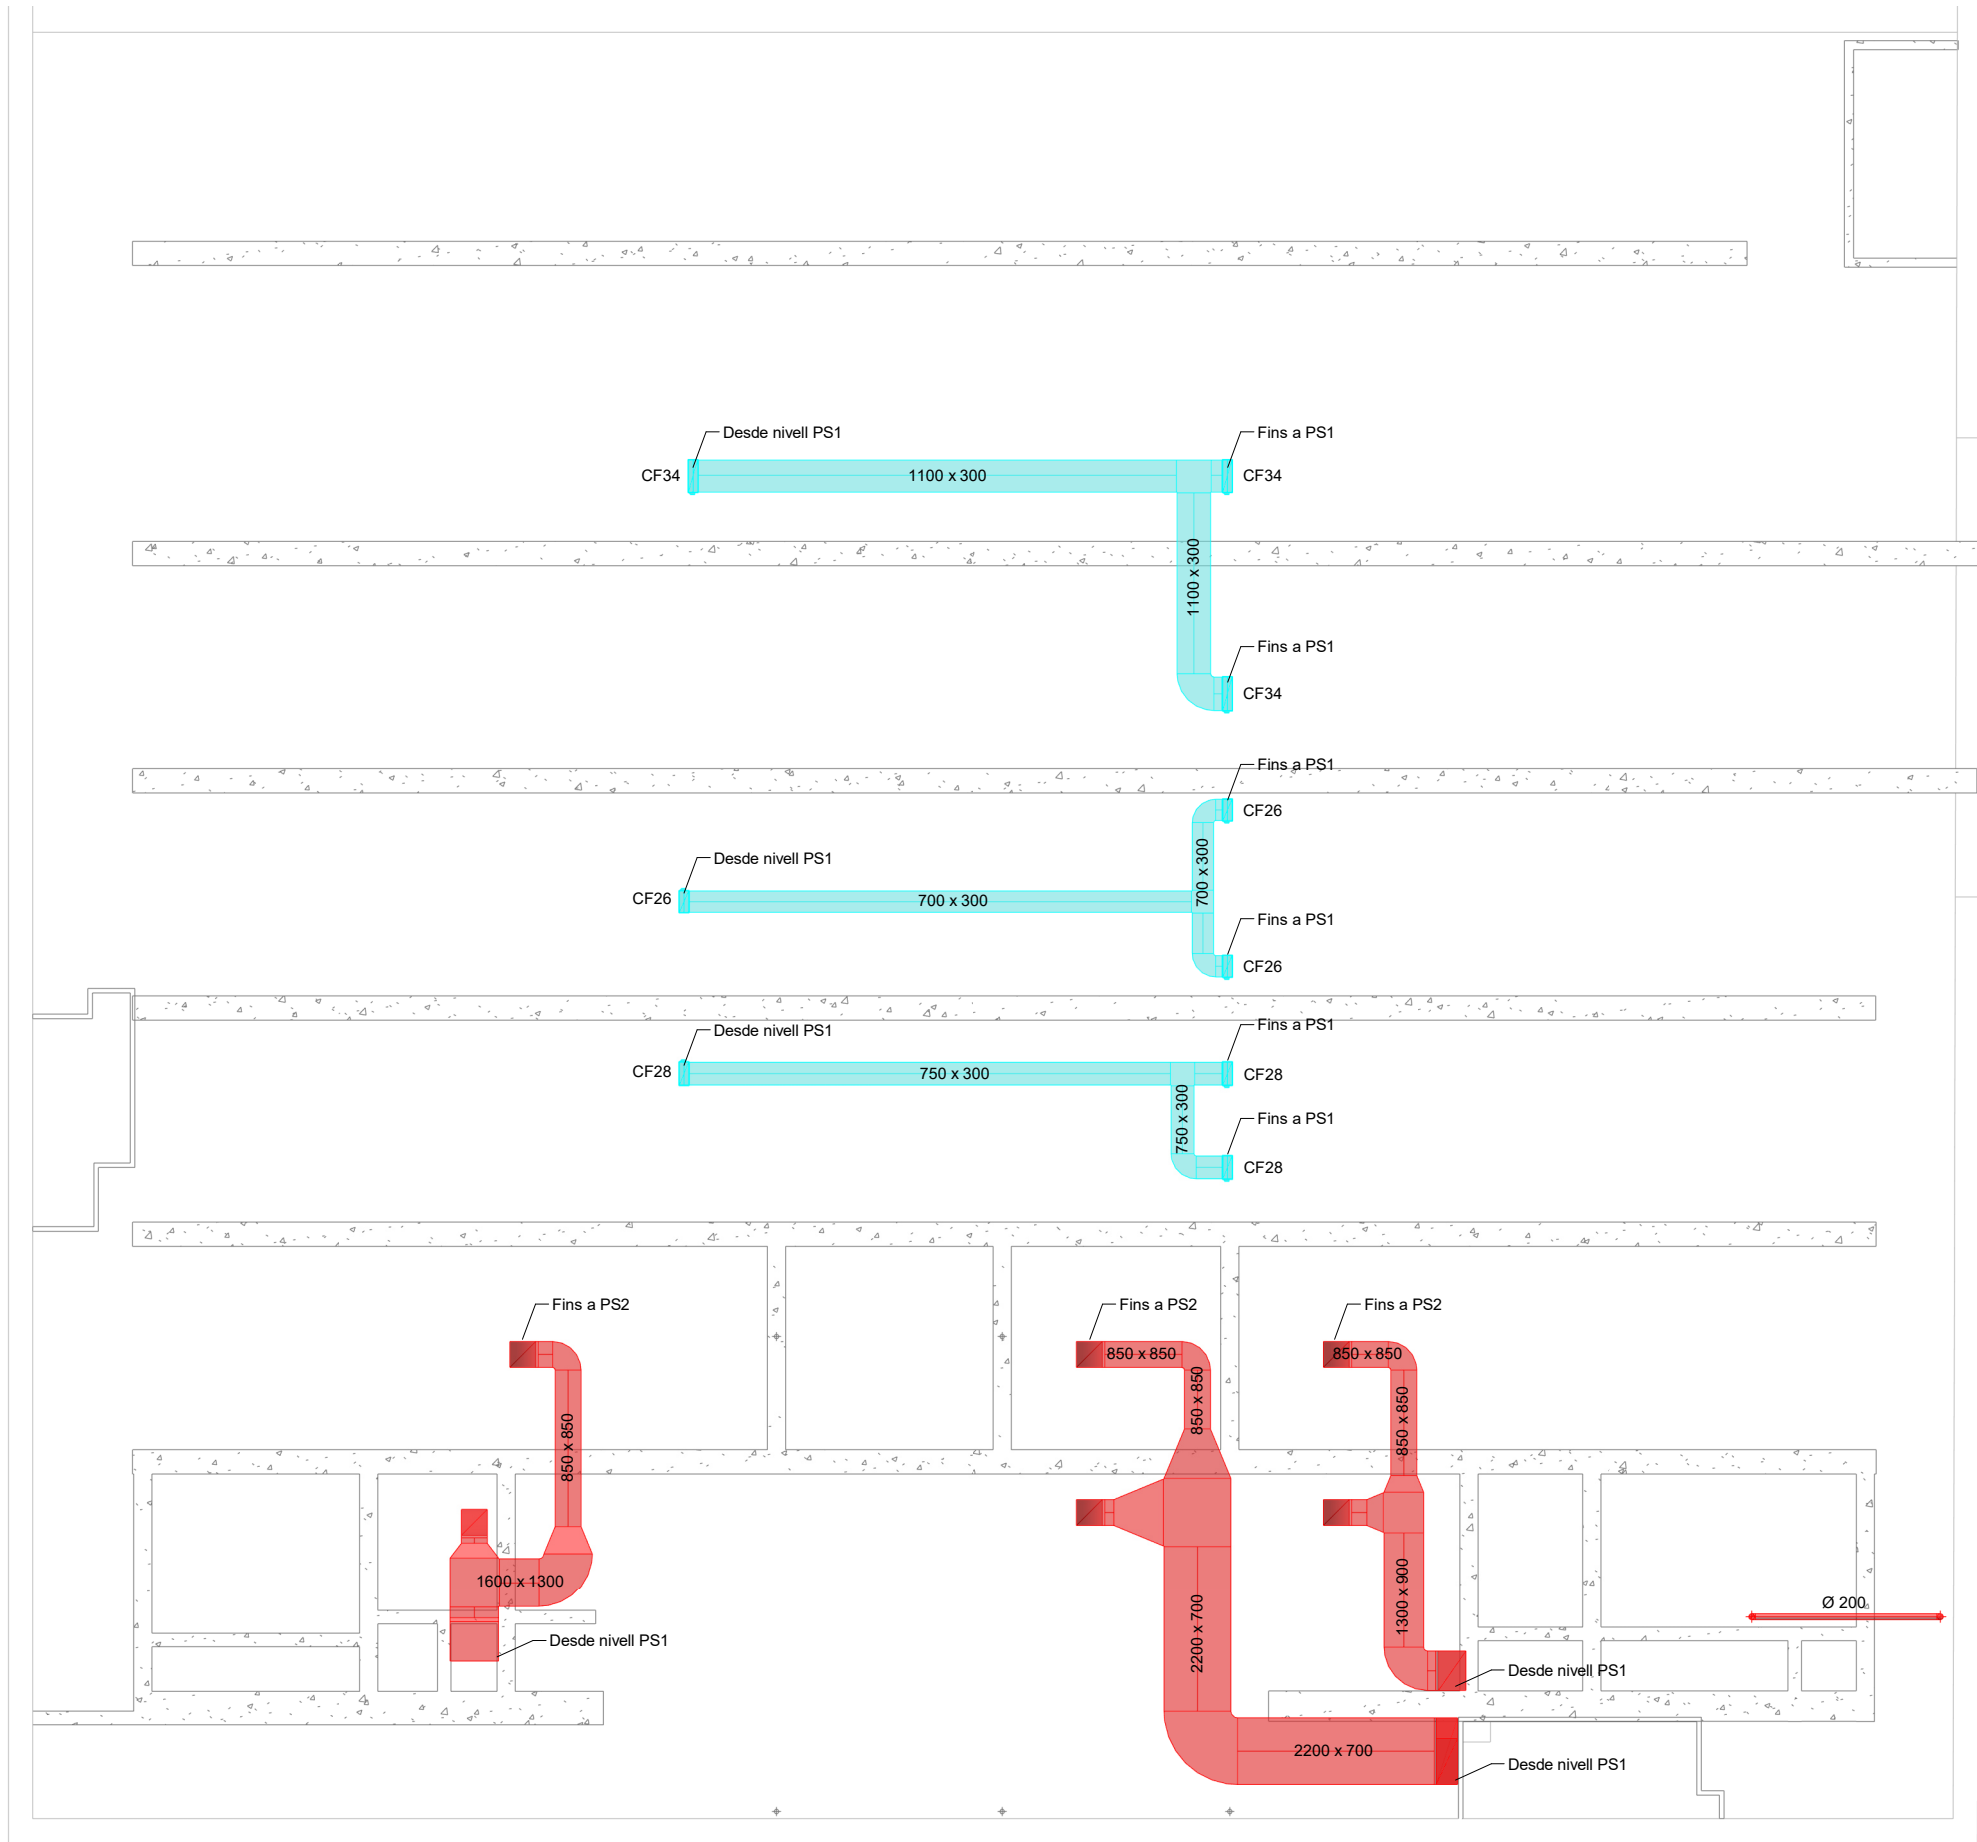 Desde nivell PS1
Fins a PS1
CF34
1100 x 300
CF34
1100 x 300
Fins a PS1
CF34
Fins a PS1
CF26
700 x 300
Desde nivell PS1
CF26
700 x 300
Fins a PS1
CF26
Desde nivell PS1
Fins a PS1
CF28
750 x 300
CF28
750 x 300
Fins a PS1
CF28
Fins a PS2
Fins a PS2
Fins a PS2
850 x 850
850 x 850
850 x 850
850 x 850
850 x 850
1600 x 1300
1300 x 900
Ø 200
2200 x 700
Desde nivell PS1
Desde nivell PS1
2200 x 700
Desde nivell PS1